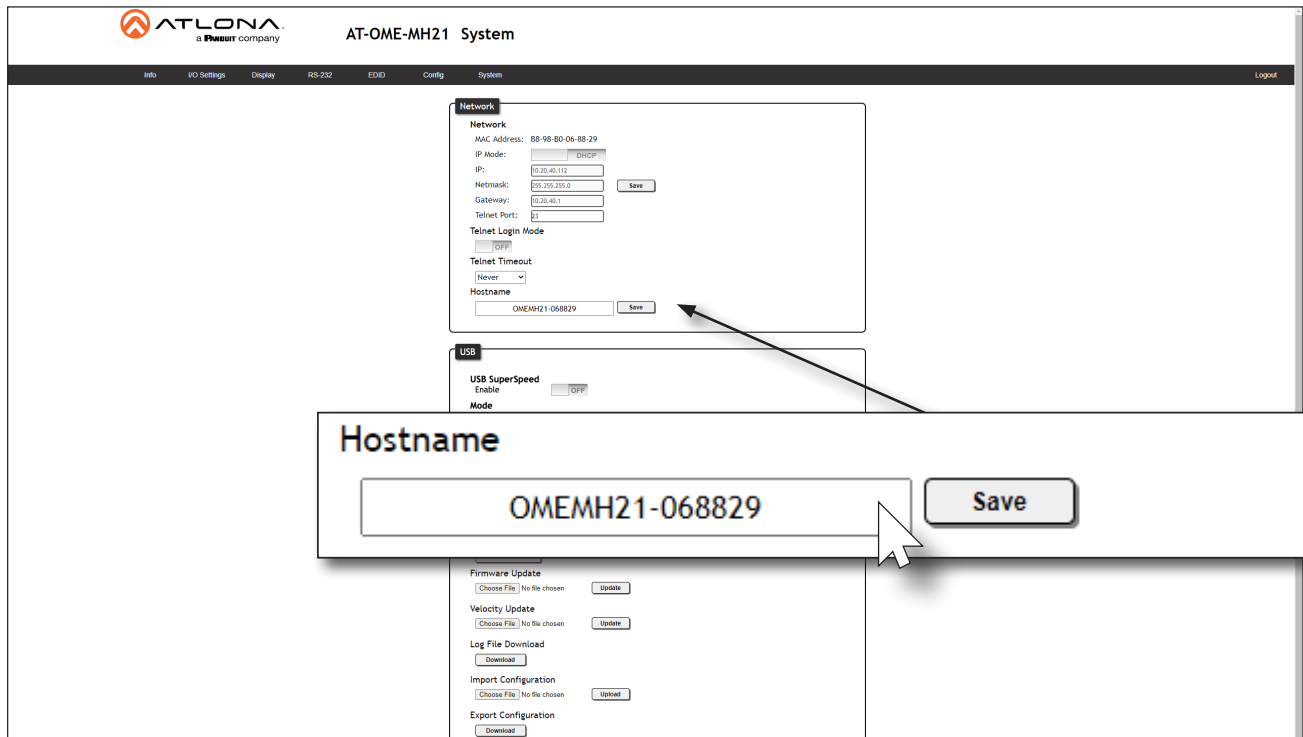 ATLONA.
a PANDUIT company
AT-OME-MH21 System
Info I/O Settings Display RS-232 EDID Config System Logout
Network
Network
MAC Address: B8-98-B0-06-88-29
IP Mode: DHCP
IP: 10.20.40.112
Netmask: 255.255.255.0 Save
Gateway: 10.20.40.1
Telnet Port: 23
Telnet Login Mode
OFF
Telnet Timeout
Never
Hostname
OMEMH21-068829 Save
USB
USB SuperSpeed
Enable OFF
Mode
Hostname
OMEMH21-068829 Save
Firmware Update
Choose File No file chosen Update
Velocity Update
Choose File No file chosen Update
Log File Download
Download
Import Configuration
Choose File No file chosen Upload
Export Configuration
Download